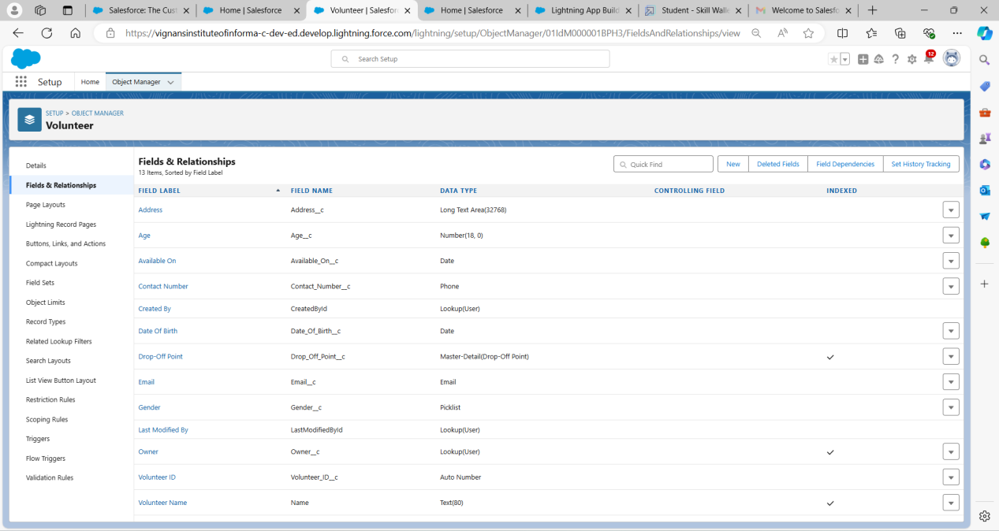 Salesforce: The Cust
Home | Salesforce
Volunteer | Salesfor
Home | Salesforce
Lightning App Build
Student - Skill Walle
Welcome to Salesfo
https://vignansinstituteofinforma-c-dev-ed.develop.lightning.force.com/lightning/setup/ObjectManager/01IdM000001BPH3/FieldsAndRelationships/view
Search Setup
12
Setup Home Object Manager
SETUP > OBJECT MANAGER
Volunteer
Details
Fields & Relationships
Page Layouts
Lightning Record Pages
Buttons, Links, and Actions
Compact Layouts
Field Sets
Object Limits
Record Types
Related Lookup Filters
Search Layouts
List View Button Layout
Restriction Rules
Scoping Rules
Triggers
Flow Triggers
Validation Rules
Fields & Relationships
13 Items, Sorted by Field Label
Quick Find New Deleted Fields Field Dependencies Set History Tracking
FIELD LABEL FIELD NAME DATA TYPE CONTROLLING FIELD INDEXED
Address Address__c Long Text Area(32768)
Age Age__c Number(18, 0)
Available On Available_On__c Date
Contact Number Contact_Number__c Phone
Created By CreatedById Lookup(User)
Date Of Birth Date_Of_Birth__c Date
Drop-Off Point Drop_Off_Point__c Master-Detail(Drop-Off Point)
Email Email__c Email
Gender Gender__c Picklist
Last Modified By LastModifiedById Lookup(User)
Owner Owner__c Lookup(User)
Volunteer ID Volunteer_ID__c Auto Number
Volunteer Name Name Text(80)